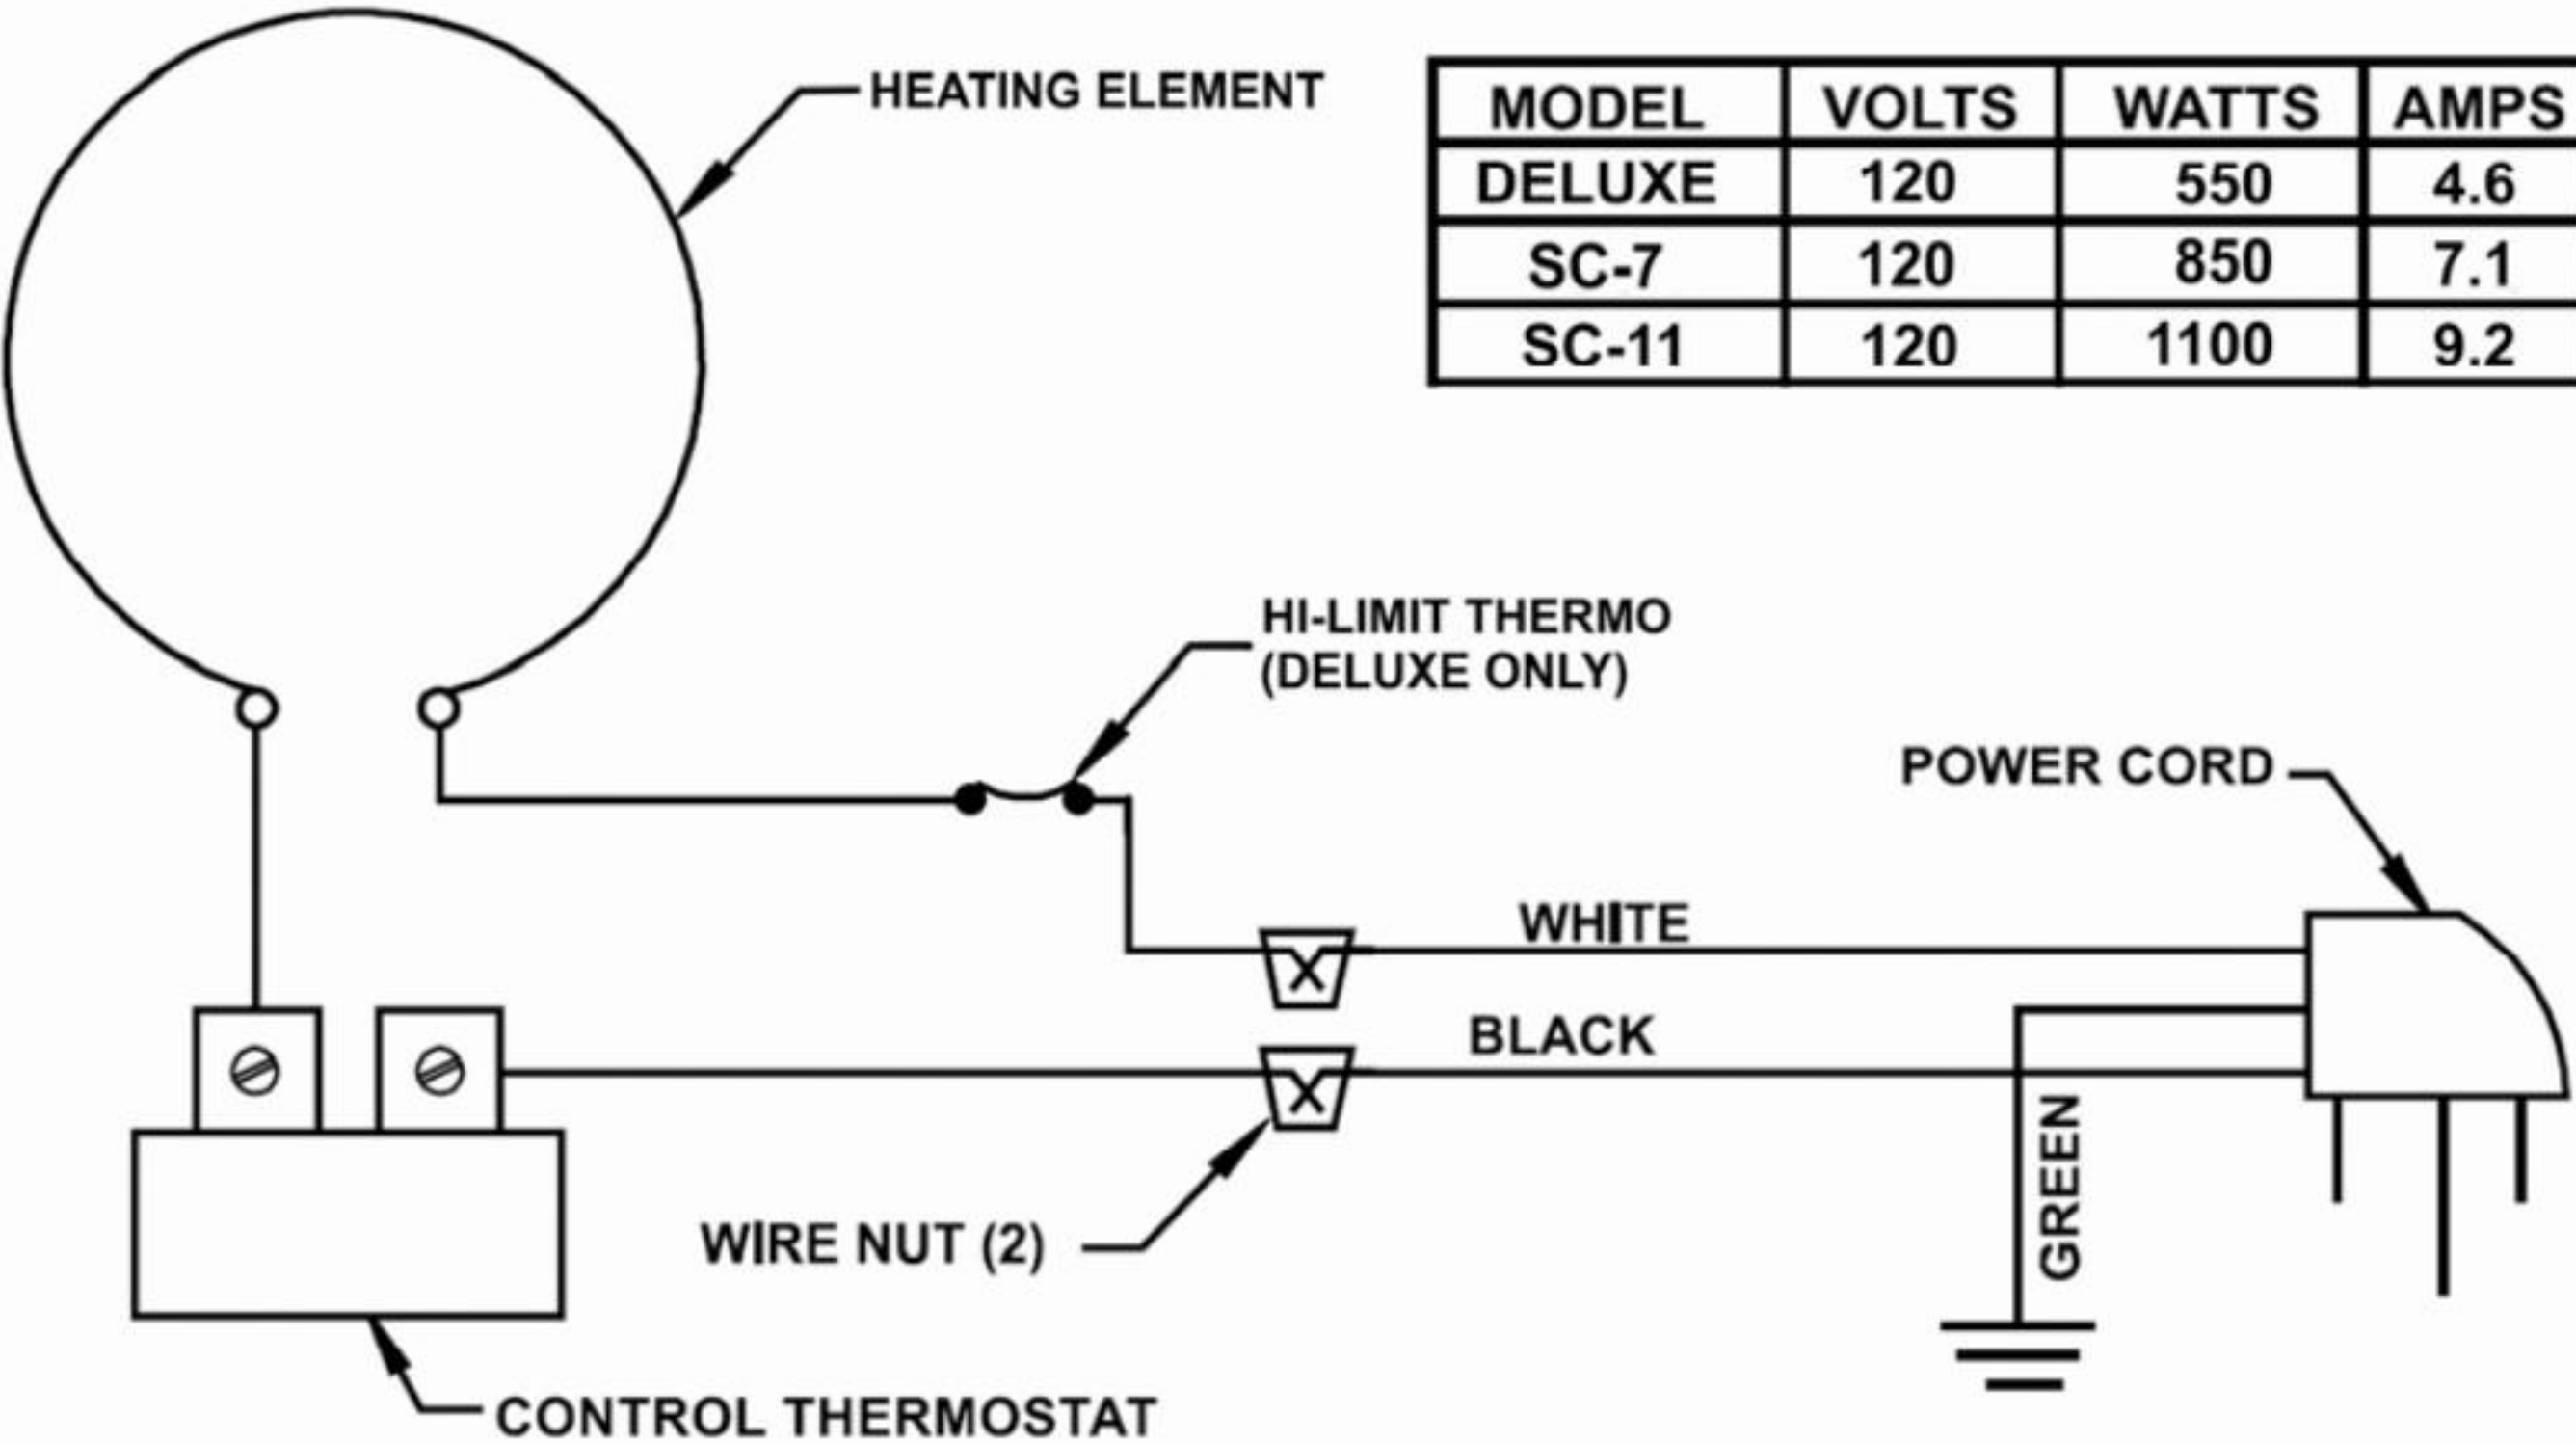 HEATING ELEMENT
MODEL VOLTS WATTS AMPS
DELUXE 120 550 4.6
SC-7 120 850 7.1
SC-11 120 1100 9.2
HI-LIMIT THERMO
(DELUXE ONLY)
POWER CORD
WHITE
BLACK
GREEN
WIRE NUT (2)
CONTROL THERMOSTAT